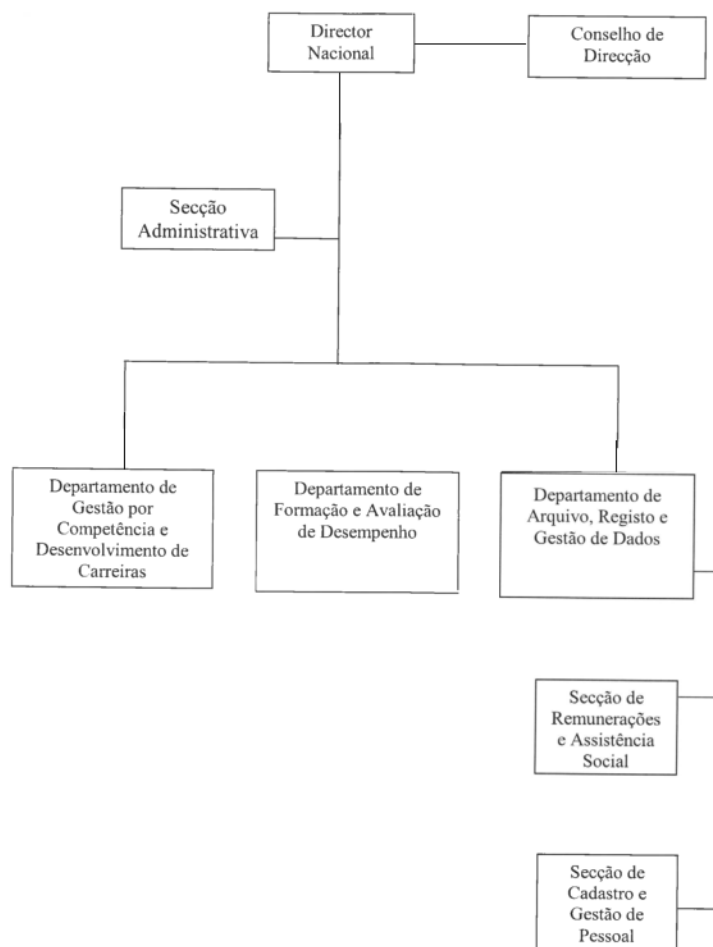 Director
Nacional
Conselho de
Direcção
Secção
Administrativa
Departamento de
Gestão por
Competência e
Desenvolvimento de
Carreiras
Departamento de
Formação e Avaliação
de Desempenho
Departamento de
Arquivo, Registo e
Gestão de Dados
Secção de
Remunerações
e Assistência
Social
Secção de
Cadastro e
Gestão de
Pessoal